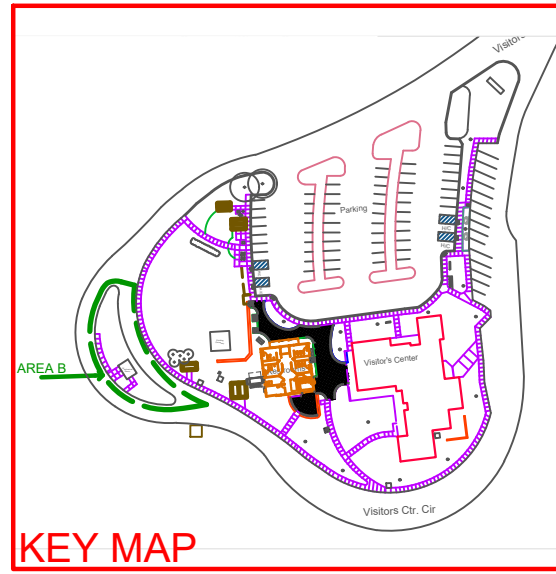 Visitors
Parking
H/C
H/C
AREA B
Visitor's Center
Visitors Ctr. Cir
KEY MAP